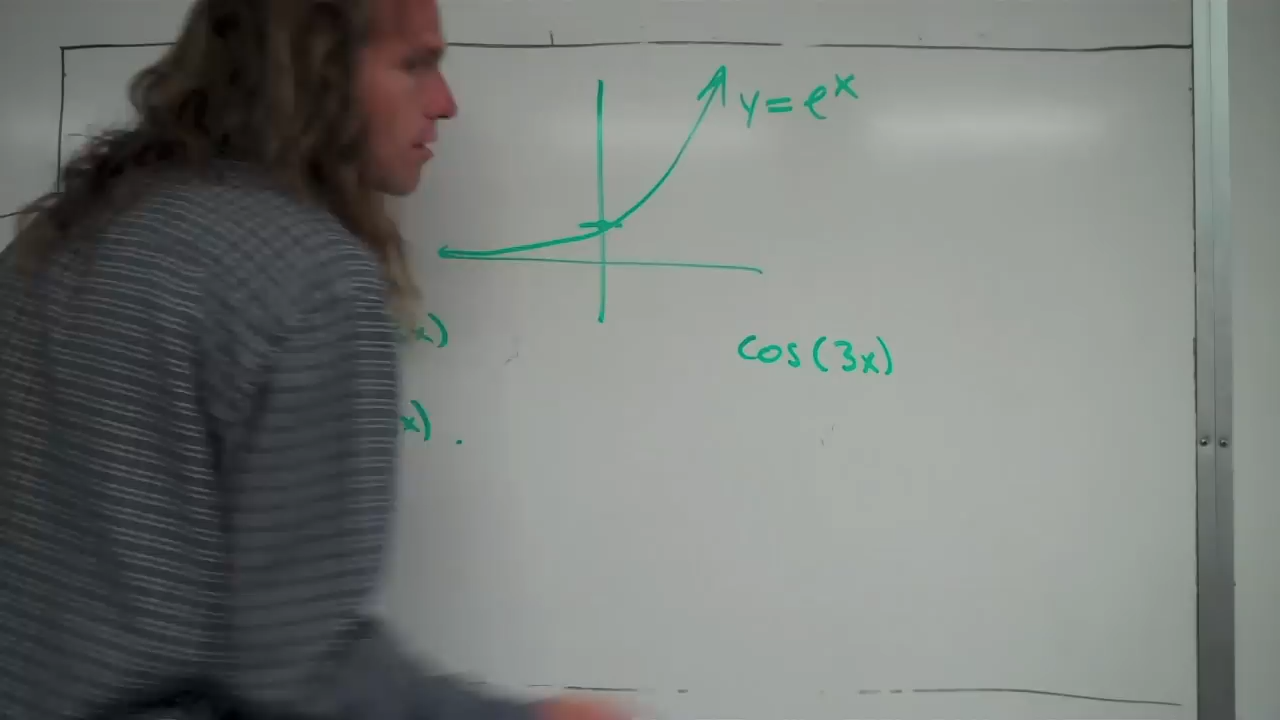 y = e^x
x) cos(3x)
x) .